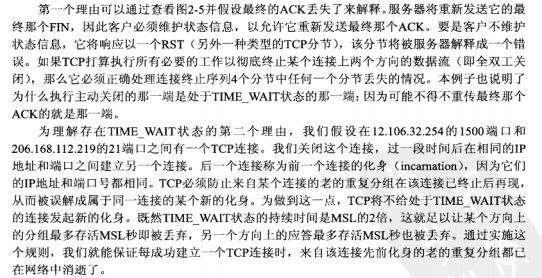 第一个理由可以通过查看图2-5并假设最终的ACK丢失了来解释。服务器将重新发送它的最
终那个FIN，因此客户必须维护状态信息，以允许它重新发送最终那个ACK。要是客户不维护
状态信息，它将响应以一个RST（另外一种类型的TCP分节），该分节将被服务器解释成一个错
误。如果TCP打算执行所有必要的工作以彻底终止某个连接上两个方向的数据流（即全双工关
闭），那么它必须正确处理连接终止序列4个分节中任何一个分节丢失的情况。本例子也说明了
为什么执行主动关闭的那一端是处于TIME_WAIT状态的那一端：因为可能不得不重传最终那个
ACK的就是那一端。
为理解存在TIME_WAIT状态的第二个理由，我们假设在12.106.32.254的1500端口和
206.168.112.219的21端口之间有一个TCP连接。我们关闭这个连接，过一段时间后在相同的IP
地址和端口之间建立另一个连接。后一个连接称为前一个连接的化身（incarnation），因为它们
的IP地址和端口号都相同。TCP必须防止来自某个连接的老的重复分组在该连接已终止后再现，
从而被误解成属于同一连接的某个新的化身。为做到这一点，TCP将不给处于TIME_WAIT状态
的连接发起新的化身。既然TIME_WAIT状态的持续时间是MSL的2倍，这就足以让某个方向上
的分组最多存活MSL秒即被丢弃，另一个方向上的应答最多存活MSL秒也被丢弃。通过实施这
个规则，我们就能保证每成功建立一个TCP连接时，来自该连接先前化身的老的重复分组都已
在网络中消逝了。